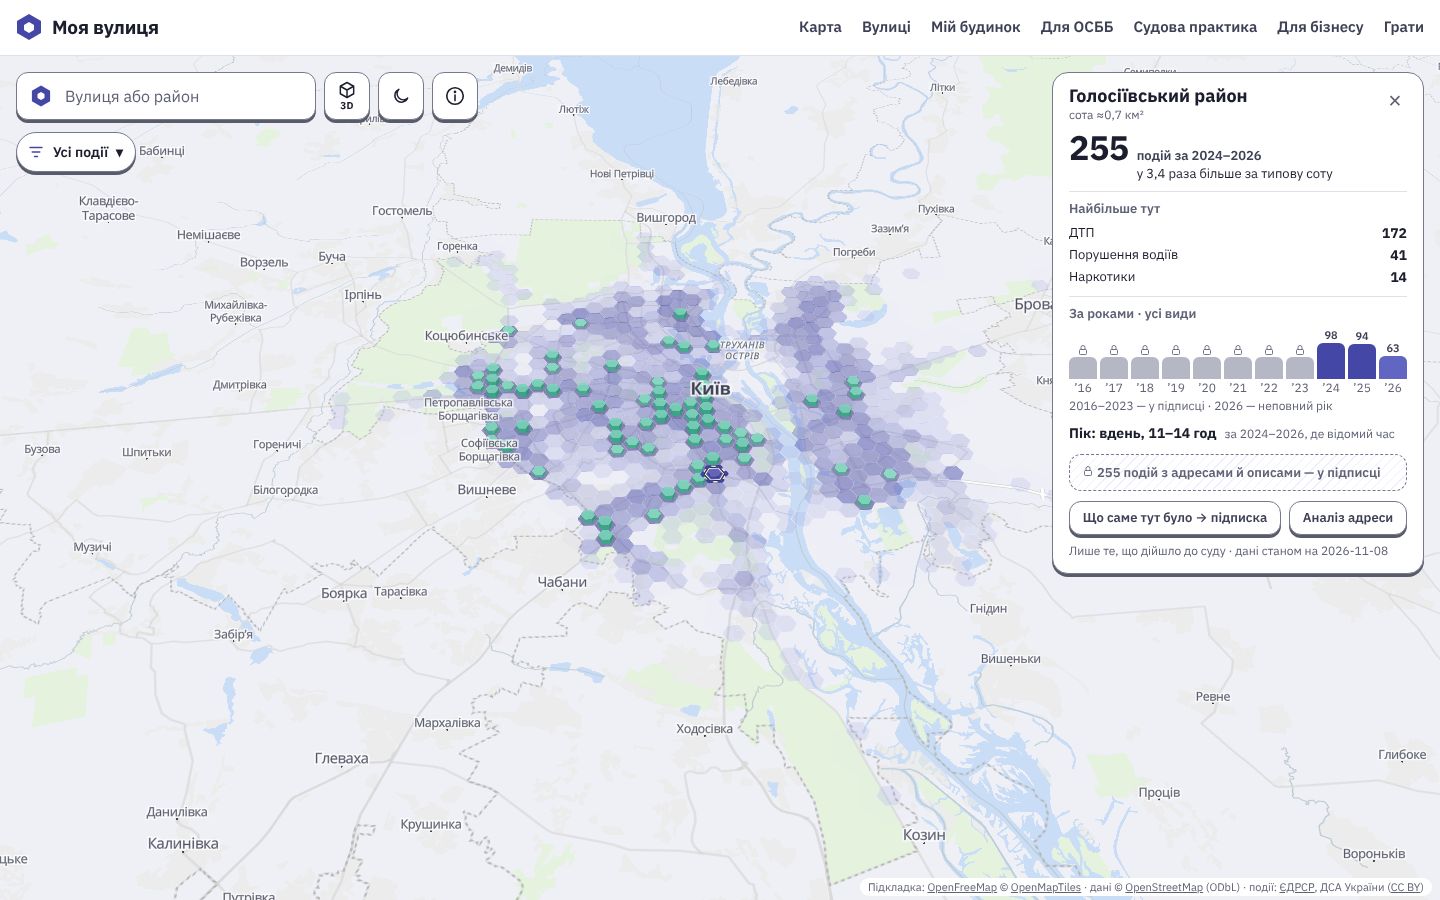 Моя вулиця
Карта
Вулиці
Мій будинок
Для ОСББ
Судова практика
Для бізнесу
Грати
Вулиця або район
3D
Усі події ▾
Голосіївський район
сота ≈0,7 км²
255 подій за 2024–2026
у 3,4 раза більше за типову соту
Найбільше тут
ДТП 172
Порушення водіїв 41
Наркотики 14
За роками · усі види
98 94 63
'16 '17 '18 '19 '20 '21 '22 '23 '24 '25 '26
2016–2023 — у підписці · 2026 — неповний рік
Пік: вдень, 11–14 год за 2024–2026, де відомий час
255 подій з адресами й описами — у підписці
Що саме тут було → підписка
Аналіз адреси
Лише те, що дійшло до суду · дані станом на 2026-11-08
Демидів
Лебедівка
Литки
Лютіж
Бабинці
Нові Петрівці
Клавдієво-
Тарасове
Гостомель
Вишгород
Пухівка
Немішаєве
Зазим'я
Горенка
Погреби
Ворзель
Буча
Ірпінь
Михайлівка-
Рубежівка
Коцюбинське
ТРУХАНІВ
ОСТРІВ
Дмитрівка
Київ
Петропавлівська
Борщагівка
Софіївська
Борщагівка
Бузова
Шпитьки
Гореничі
Білогородка
Вишневе
Музичі
Чабани
Боярка
Тарасівка
Гнідин
Забір'я
Вишеньки
Ревне
Мархалівка
Ходосівка
Глеваха
Глибоке
Проців
Данилівка
Крушинка
Калинівка
Козин
Вороньків
Путрівка
Підкладка: OpenFreeMap © OpenMapTiles · дані © OpenStreetMap (ODbL) · події: ЄДРСР, ДСА України (CC BY)